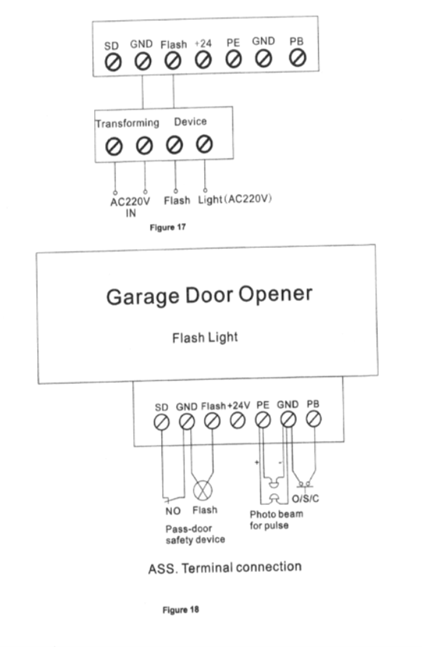 SD GND Flash +24 PE GND PB
Transforming Device
AC220V Flash Light(AC220V)
IN
Figure 17
Garage Door Opener
Flash Light
SD GND Flash+24V PE GND PB
+ -
NO Flash O/S/C
Pass-door
safety device
Photo beam
for pulse
ASS. Terminal connection
Figure 18